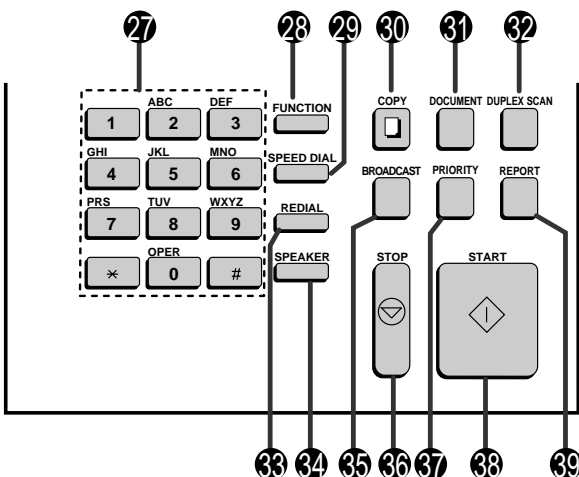 27 28 29 30 31 32
ABC DEF FUNCTION COPY DOCUMENT DUPLEX SCAN
1 2 3
GHI JKL MNO SPEED DIAL
4 5 6
BROADCAST PRIORITY REPORT
PRS TUV WXYZ REDIAL
7 8 9
OPER SPEAKER STOP START
* 0 #
33 34 35 36 37 38 39